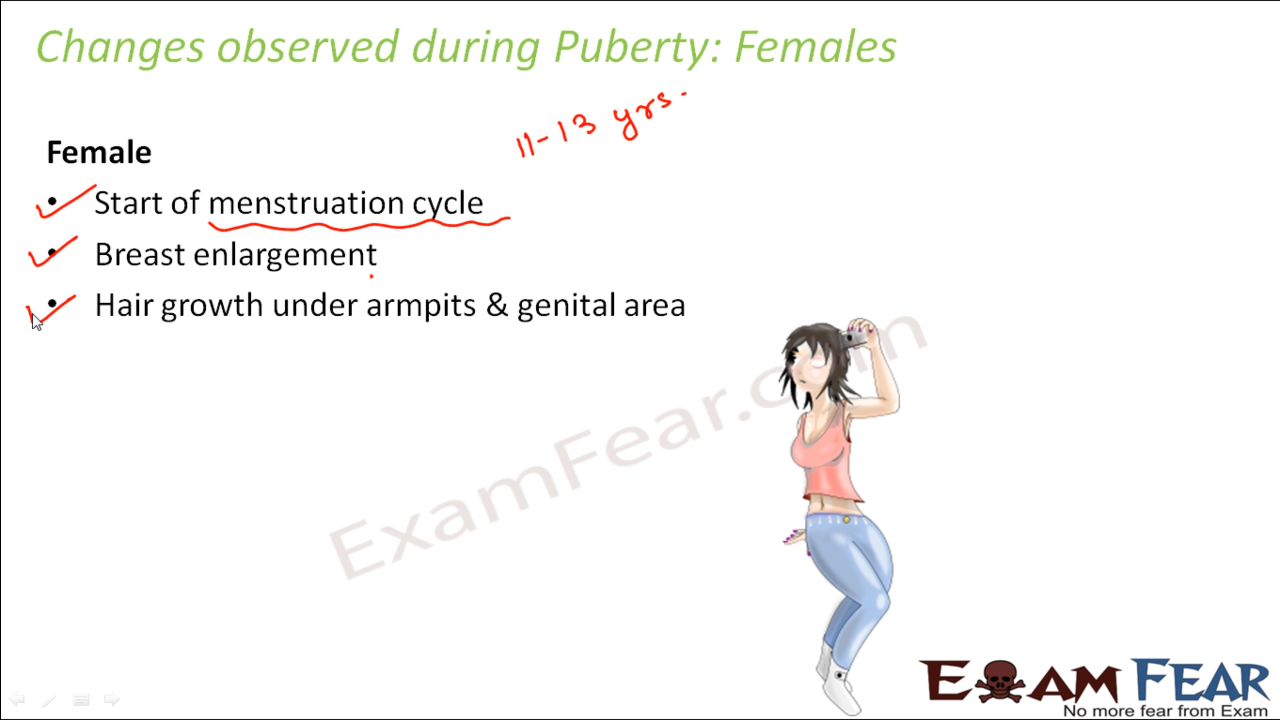 Changes observed during Puberty: Females
11-13 yrs.
Female
• Start of menstruation cycle
• Breast enlargement
• Hair growth under armpits & genital area
ExamFear.com
EXAM FEAR
No more fear from Exam